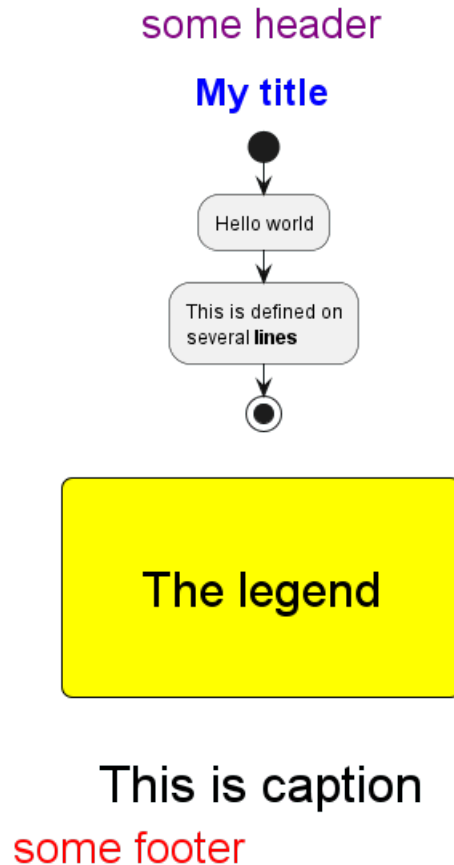 some header
My title
Hello world
This is defined on
several lines
The legend
This is caption
some footer